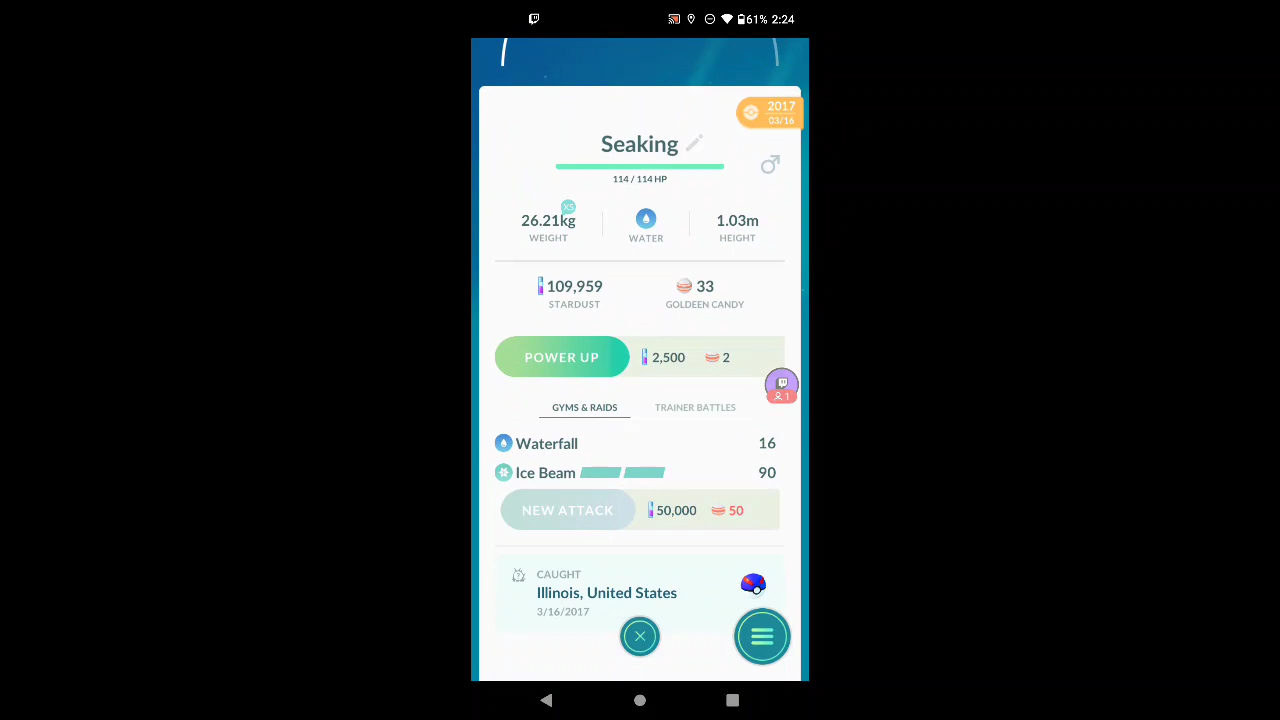 61% 2:24
2017
03/16
Seaking
114 / 114 HP
XS
26.21kg
WEIGHT
WATER
1.03m
HEIGHT
109,959
STARDUST
33
GOLDEEN CANDY
POWER UP
2,500
2
1
GYMS & RAIDS
TRAINER BATTLES
Waterfall 16
Ice Beam 90
NEW ATTACK
50,000
50
CAUGHT
Illinois, United States
3/16/2017